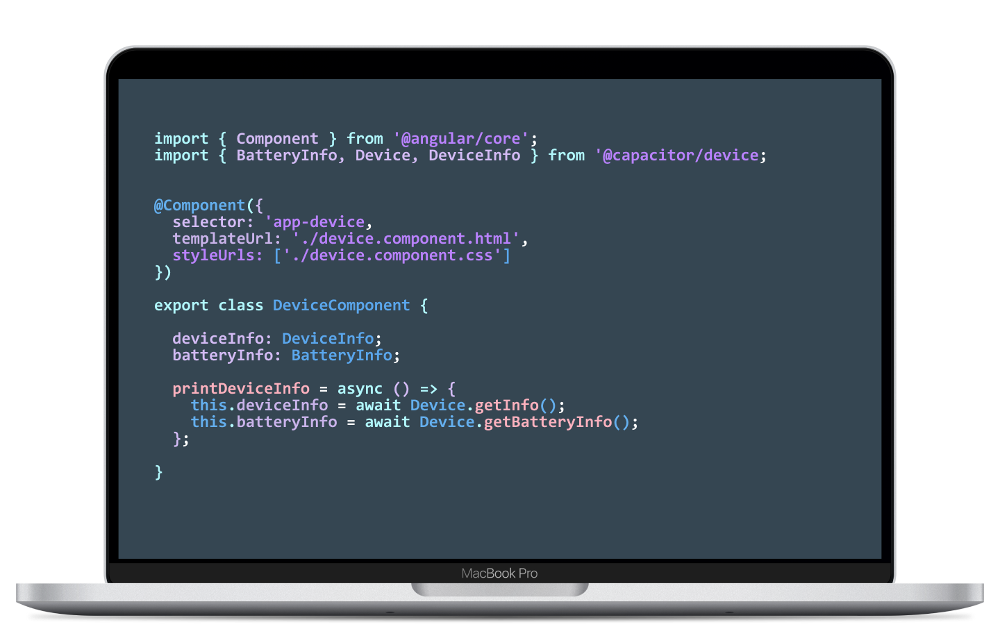 import { Component } from '@angular/core';
import { BatteryInfo, Device, DeviceInfo } from '@capacitor/device;
@Component({
  selector: 'app-device,
  templateUrl: './device.component.html',
  styleUrls: ['./device.component.css']
})
export class DeviceComponent {
  deviceInfo: DeviceInfo;
  batteryInfo: BatteryInfo;
  printDeviceInfo = async () => {
    this.deviceInfo = await Device.getInfo();
    this.batteryInfo = await Device.getBatteryInfo();
  };
}
MacBook Pro